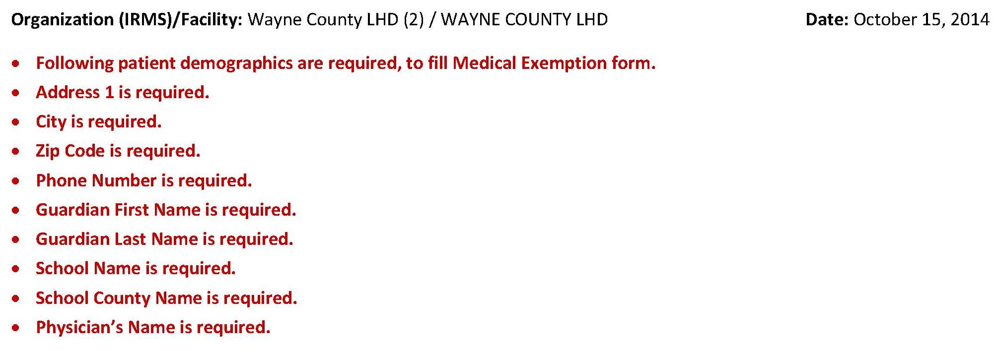 Organization (IRMS)/Facility: Wayne County LHD (2) / WAYNE COUNTY LHD Date: October 15, 2014
• Following patient demographics are required, to fill Medical Exemption form.
• Address 1 is required.
• City is required.
• Zip Code is required.
• Phone Number is required.
• Guardian First Name is required.
• Guardian Last Name is required.
• School Name is required.
• School County Name is required.
• Physician’s Name is required.